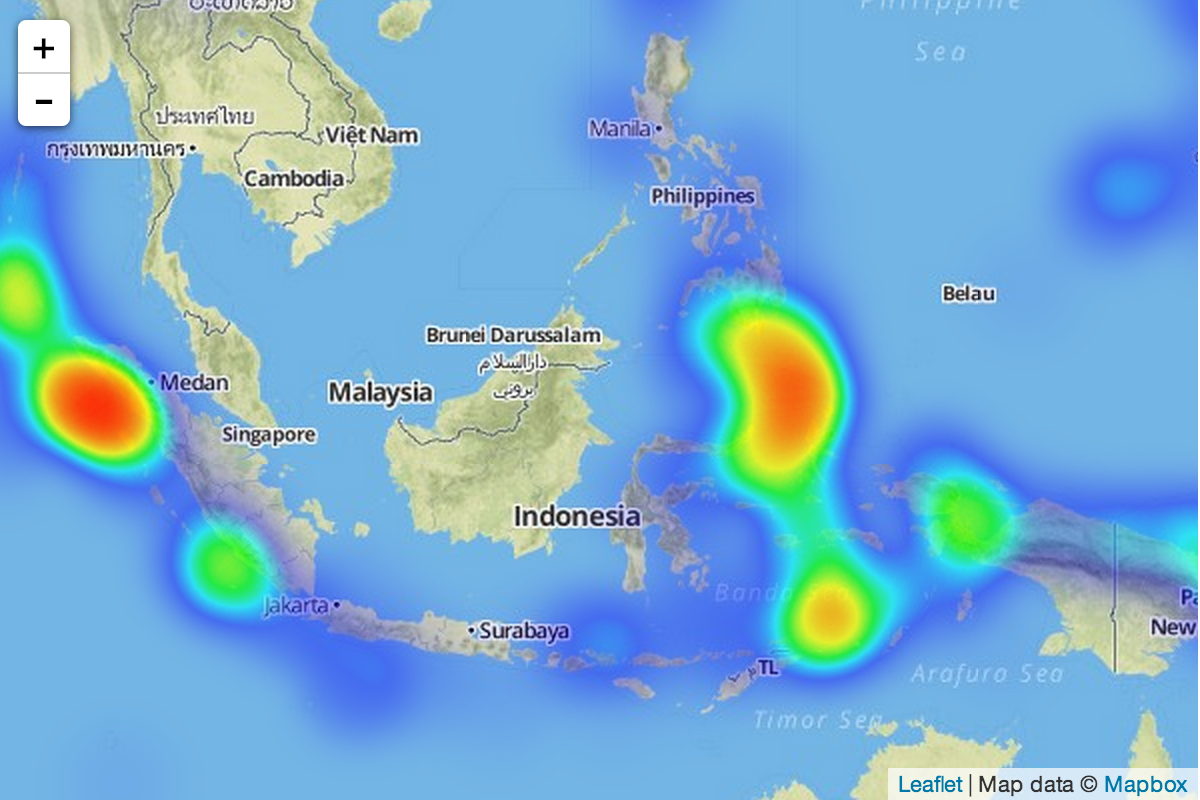 Philippine
Sea
+
-
ประเทศไทย
Việt Nam
Manila
กรุงเทพมหานคร
Cambodia
Philippines
Belau
Brunei Darussalam
دارالسلام
بروني
Medan
Malaysia
Singapore
Indonesia
Banda Sea
Jakarta
Surabaya
New
TL
Arafura Sea
Timor Sea
Leaflet | Map data © Mapbox